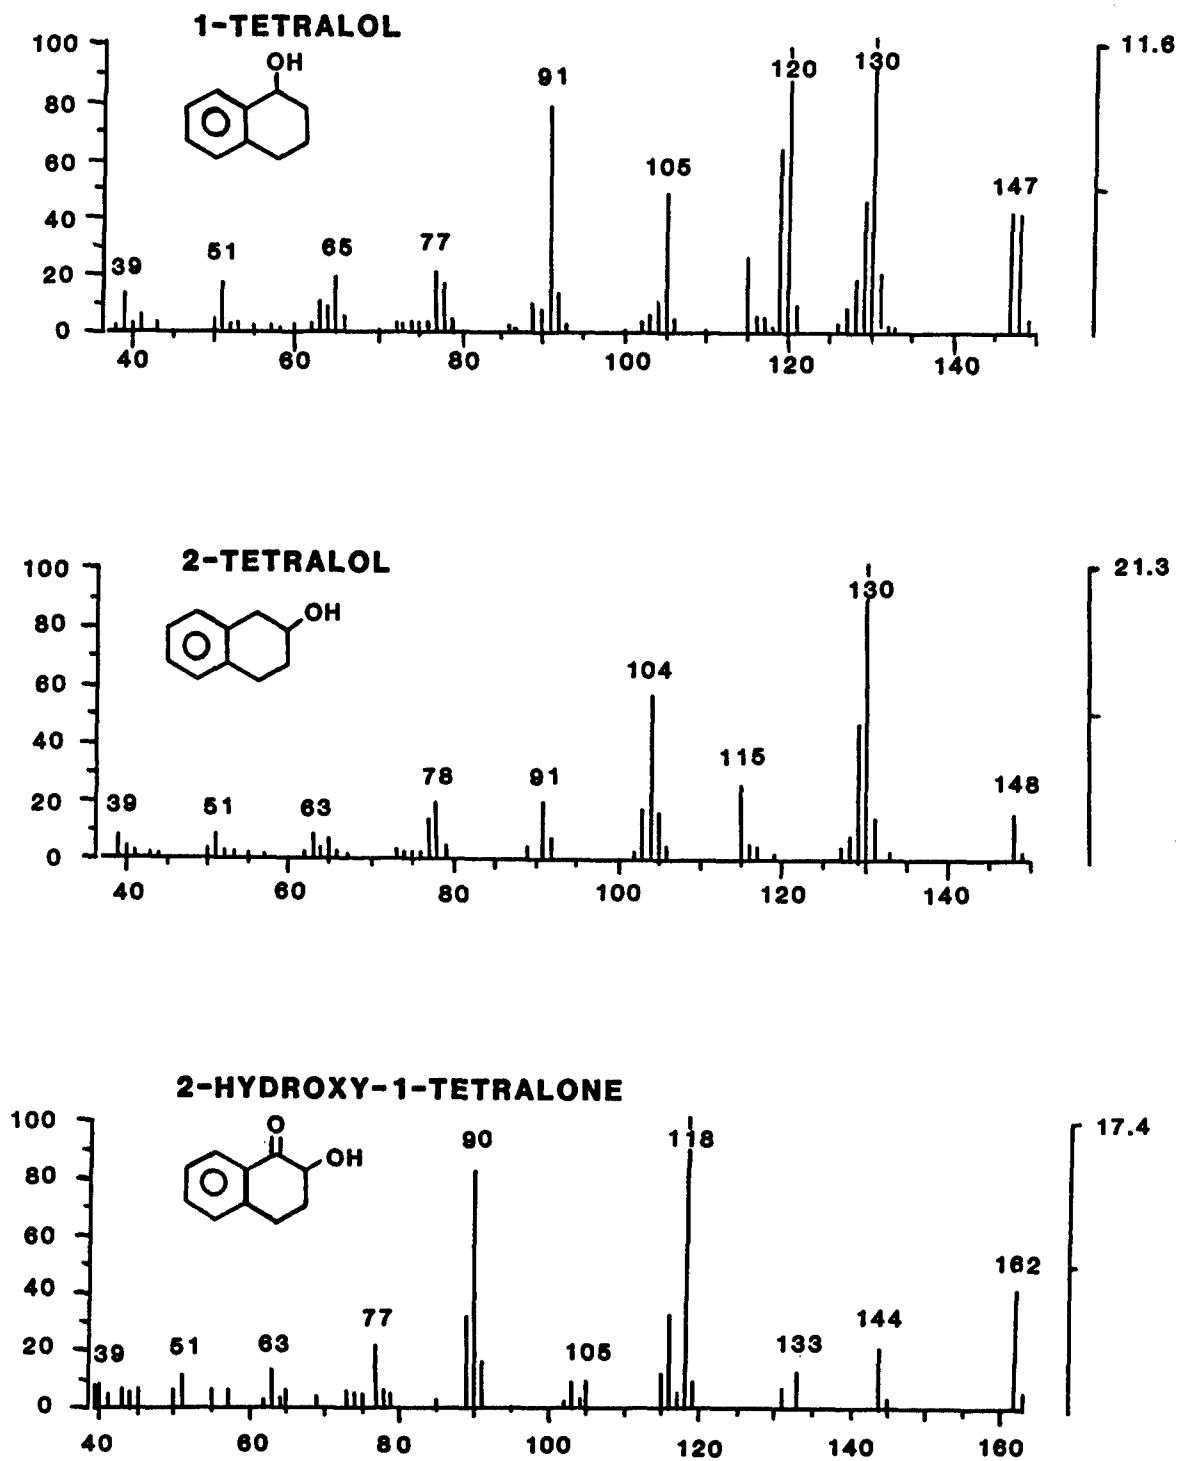 1-TETRALOL
100 OH 91 120 130 11.6
80
60 105 147
40
39 51 65 77
20
0
40 60 80 100 120 140
2-TETRALOL
100 130 21.3
80 OH
60 104
40 115
39 51 63 78 91 148
20
0
40 60 80 100 120 140
2-HYDROXY-1-TETRALONE
100 O 90 118 17.4
80 OH
60 162
40
39 51 63 77 105 133 144
20
0
40 60 80 100 120 140 160